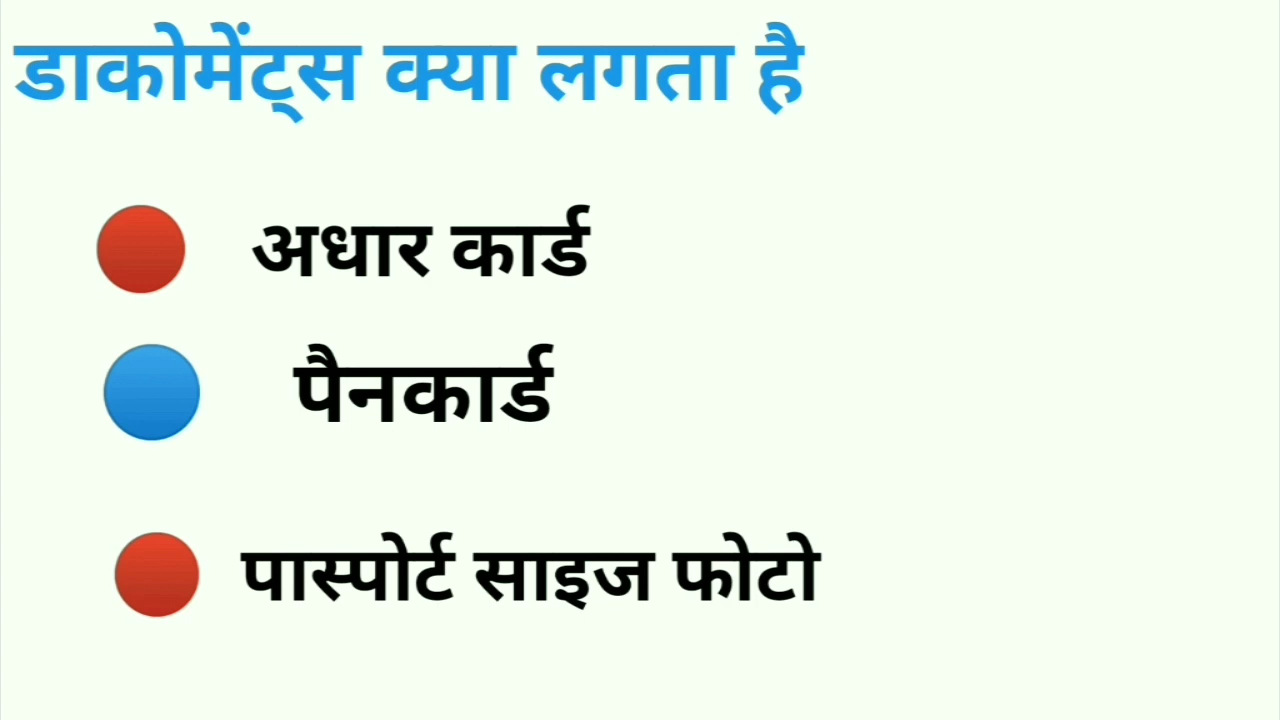 डाकोमेंट्स क्या लगता है
अधार कार्ड
पैनकार्ड
पास्पोर्ट साइज फोटो